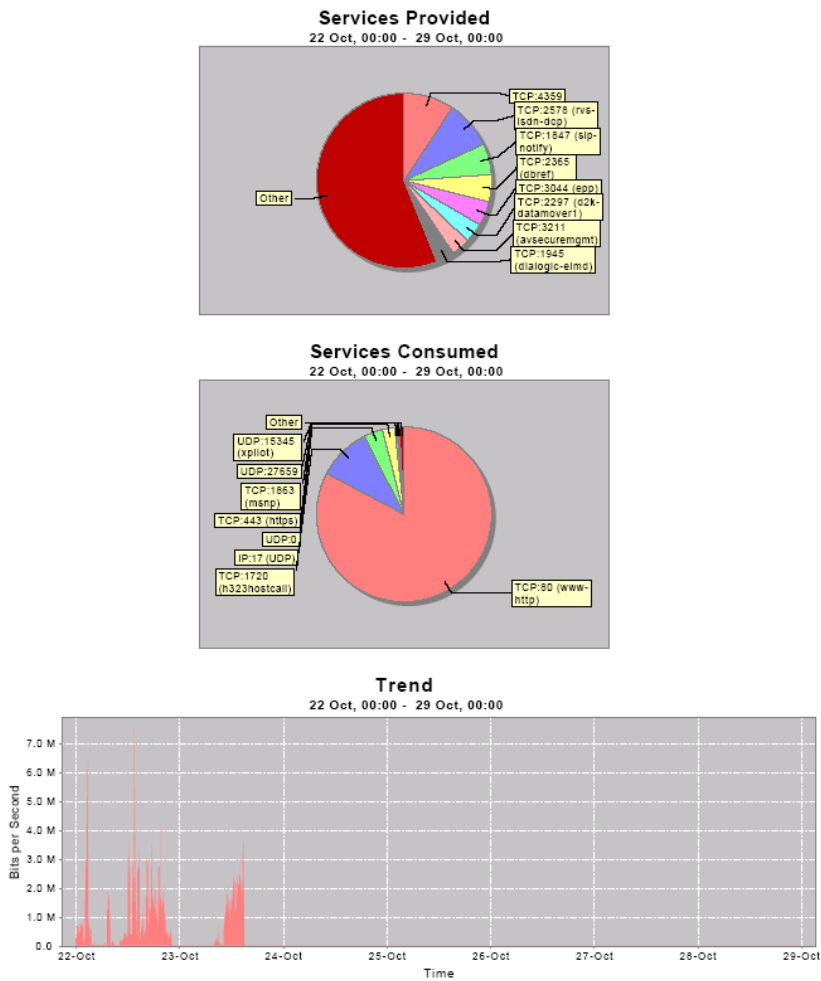 Services Provided
22 Oct, 00:00 - 29 Oct, 00:00
TCP:4359
TCP:2578 (rvs-
isdn-dcp)
TCP:1847 (slp-
notify)
TCP:2365
(dbref)
TCP:3044 (epp)
TCP:2297 (d2k-
datamover1)
TCP:3211
(avsecuremgmt)
TCP:1945
(dialogic-elmd)
Other
Services Consumed
22 Oct, 00:00 - 29 Oct, 00:00
Other
UDP:15345
(xpilot)
UDP:27659
TCP:1863
(msnp)
TCP:443 (https)
UDP:0
IP:17 (UDP)
TCP:1720
(h323hostcall)
TCP:80 (www-
http)
Trend
22 Oct, 00:00 - 29 Oct, 00:00
7.0 M
6.0 M
5.0 M
4.0 M
3.0 M
2.0 M
1.0 M
0.0
Bits per Second
22-Oct 23-Oct 24-Oct 25-Oct 26-Oct 27-Oct 28-Oct 29-Oct
Time